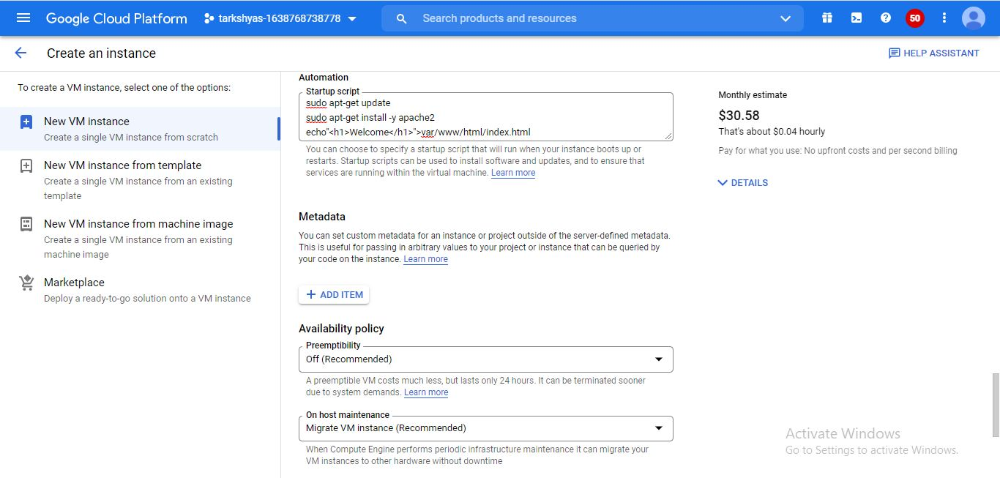 Google Cloud Platform
tarkshyas-1638768738778
Search products and resources
50
Create an instance
HELP ASSISTANT
To create a VM instance, select one of the options:
New VM instance
Create a single VM instance from scratch
New VM instance from template
Create a single VM instance from an existing
template
New VM instance from machine image
Create a single VM instance from an existing
machine image
Marketplace
Deploy a ready-to-go solution onto a VM instance
Automation
Startup script
sudo apt-get update
sudo apt-get install -y apache2
echo"<h1>Welcome</h1>">var/www/html/index.html
You can choose to specify a startup script that will run when your instance boots up or
restarts. Startup scripts can be used to install software and updates, and to ensure that
services are running within the virtual machine. Learn more
Metadata
You can set custom metadata for an instance or project outside of the server-defined metadata.
This is useful for passing in arbitrary values to your project or instance that can be queried by
your code on the instance. Learn more
ADD ITEM
Availability policy
Preemptibility
Off (Recommended)
A preemptible VM costs much less, but lasts only 24 hours. It can be terminated sooner
due to system demands. Learn more
On host maintenance
Migrate VM instance (Recommended)
When Compute Engine performs periodic infrastructure maintenance it can migrate your
VM instances to other hardware without downtime
Monthly estimate
$30.58
That's about $0.04 hourly
Pay for what you use: No upfront costs and per second billing
DETAILS
Activate Windows
Go to Settings to activate Windows.